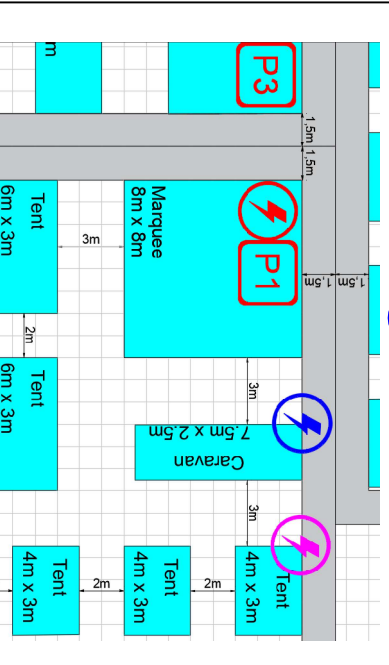 m
P3
1,5m
1,5m
Tent
6m x 3m
3m
Marquee
8m x 8m
P1
1,5m
1,5m
2m
Tent
6m x 3m
3m
Caravan
7.5m x 2.5m
3m
Tent
4m x 3m
2m
Tent
4m x 3m
2m
Tent
4m x 3m